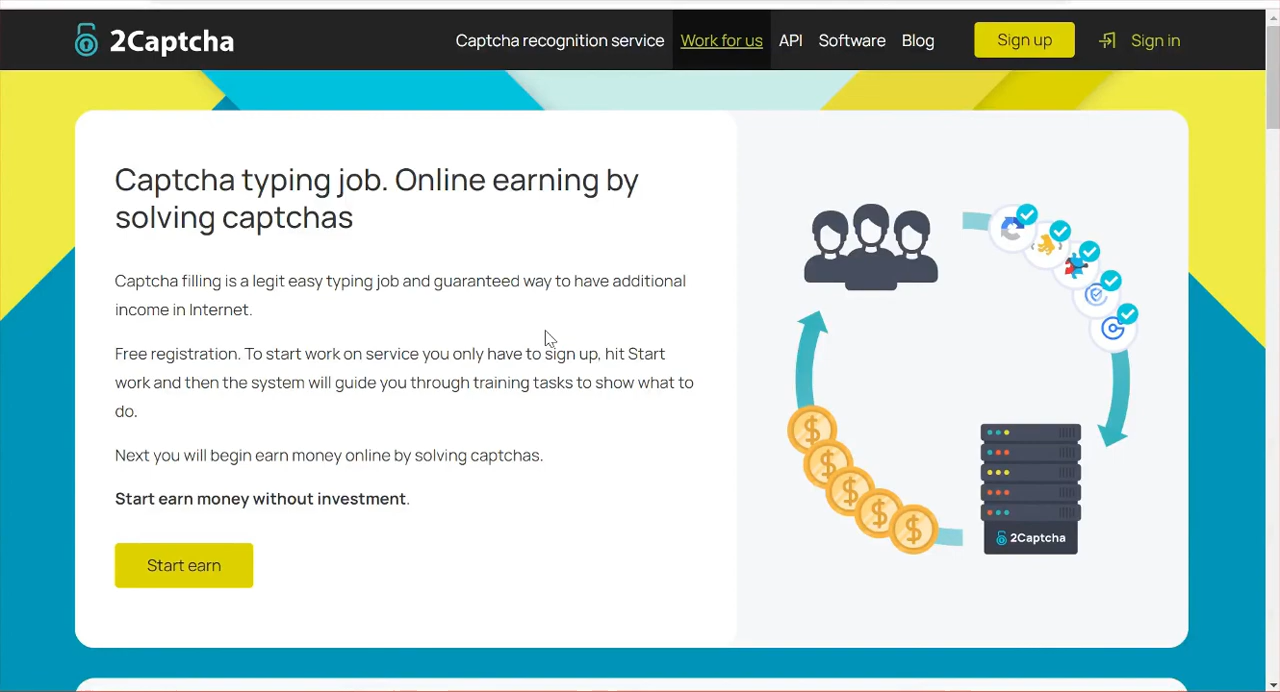 2Captcha
Captcha recognition service
Work for us
API
Software
Blog
Sign up
Sign in
Captcha typing job. Online earning by
solving captchas
Captcha filling is a legit easy typing job and guaranteed way to have additional
income in Internet.
Free registration. To start work on service you only have to sign up, hit Start
work and then the system will guide you through training tasks to show what to
do.
Next you will begin earn money online by solving captchas.
Start earn money without investment.
Start earn
2Captcha